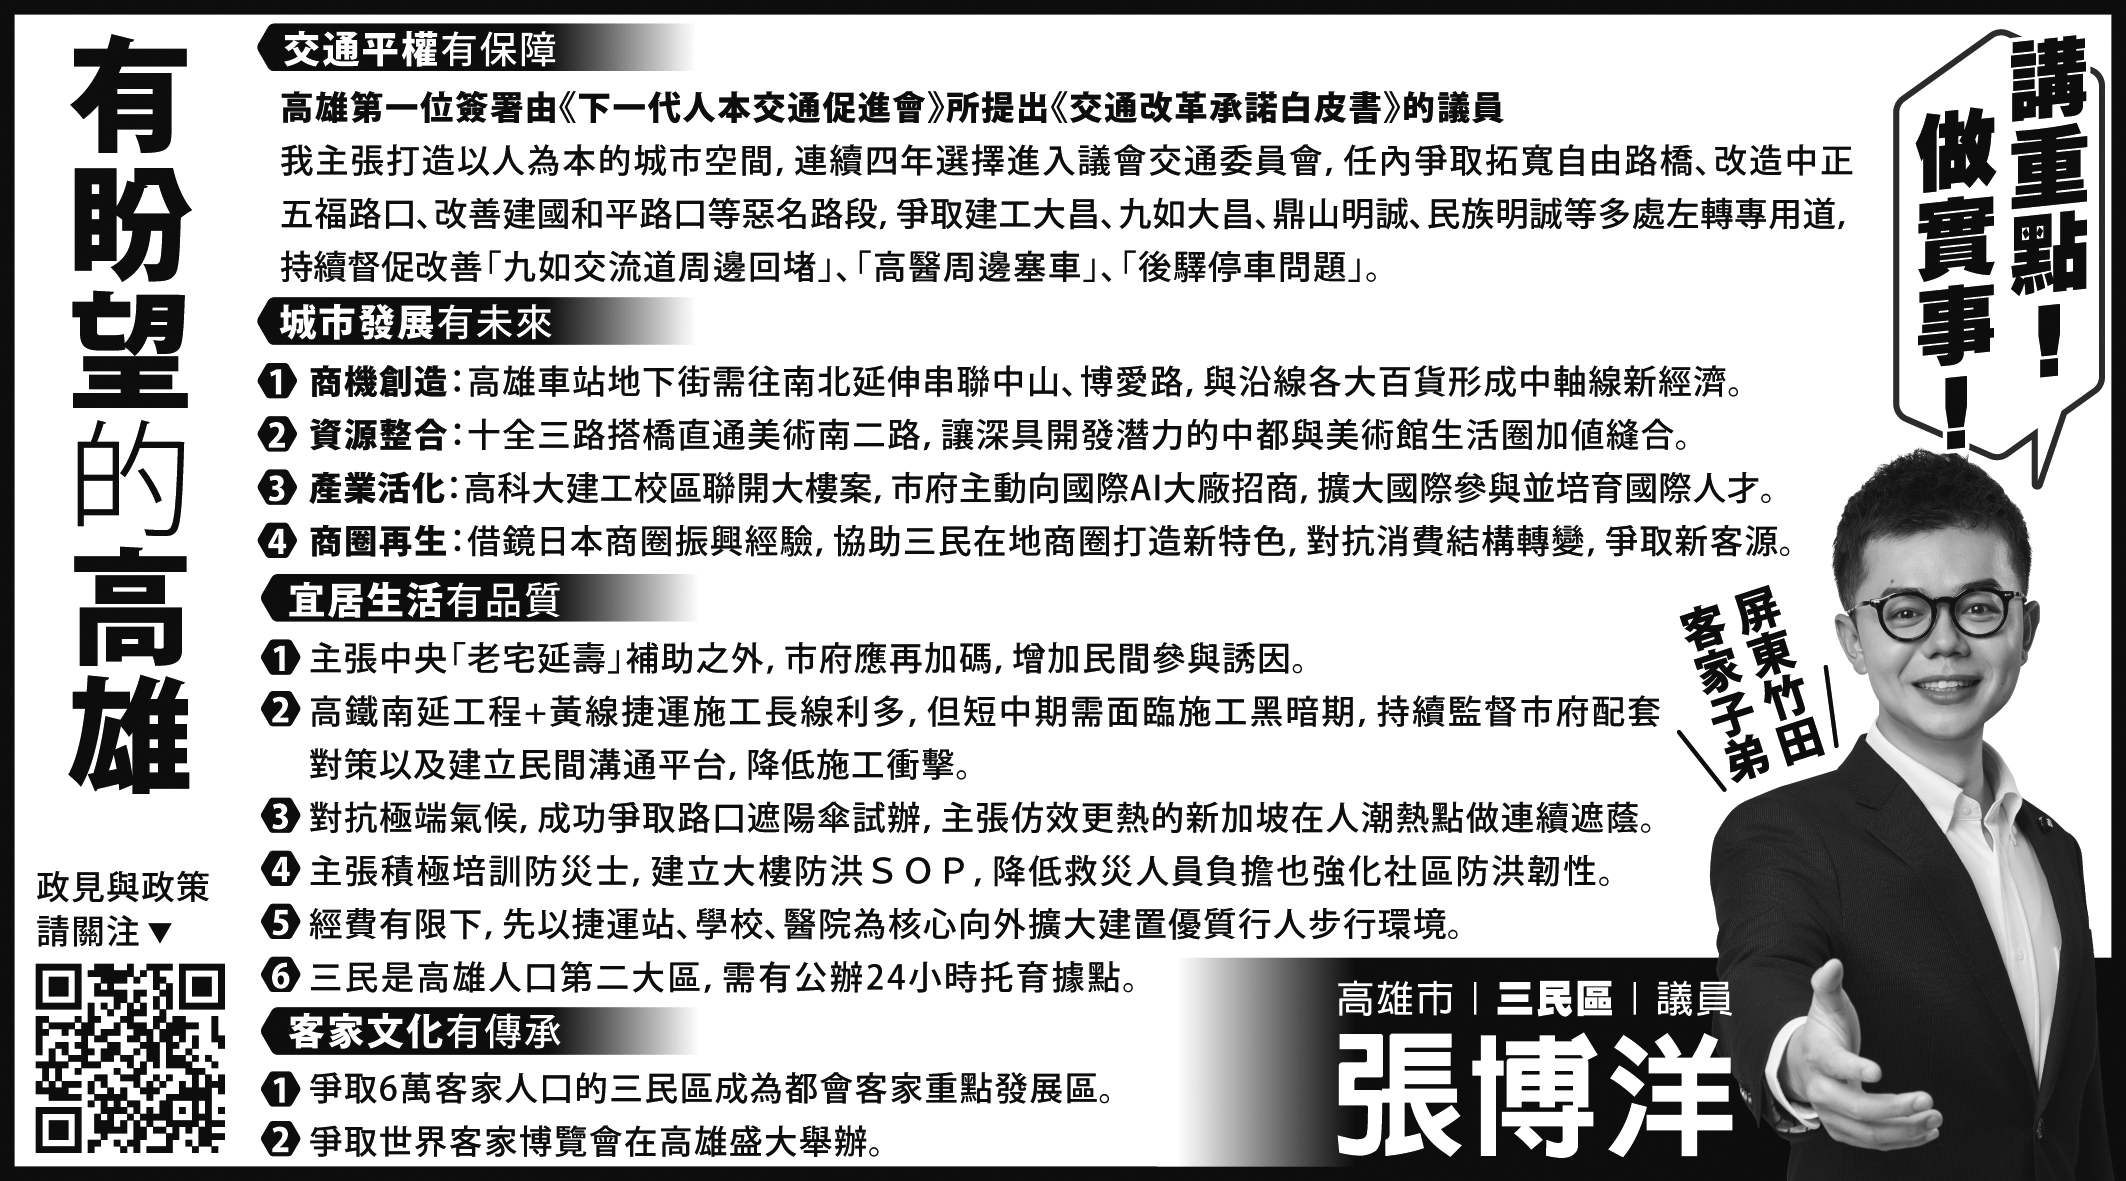 有盼望的高雄
政見與政策
請關注▼
交通平權有保障
高雄第一位簽署由《下一代人本交通促進會》所提出《交通改革承諾白皮書》的議員
我主張打造以人為本的城市空間，連續四年選擇進入議會交通委員會，任內爭取拓寬自由路橋、改造中正
五福路口、改善建國和平路口等惡名路段，爭取建工大昌、九如大昌、鼎山明誠、民族明誠等多處左轉專用道，
持續督促改善「九如交流道周邊回堵」、「高醫周邊塞車」、「後驛停車問題」。
城市發展有未來
1 商機創造：高雄車站地下街需往南北延伸串聯中山、博愛路，與沿線各大百貨形成中軸線新經濟。
2 資源整合：十全三路搭橋直通美術南二路，讓深具開發潛力的中都與美術館生活圈加值縫合。
3 產業活化：高科大建工校區聯開大樓案，市府主動向國際AI大廠招商，擴大國際參與並培育國際人才。
4 商圈再生：借鏡日本商圈振興經驗，協助三民在地商圈打造新特色，對抗消費結構轉變，爭取新客源。
宜居生活有品質
1 主張中央「老宅延壽」補助之外，市府應再加碼，增加民間參與誘因。
2 高鐵南延工程+黃線捷運施工長線利多，但短中期需面臨施工黑暗期，持續監督市府配套
對策以及建立民間溝通平台，降低施工衝擊。
3 對抗極端氣候，成功爭取路口遮陽傘試辦，主張仿效更熱的新加坡在人潮熱點做連續遮蔭。
4 主張積極培訓防災士，建立大樓防洪ＳＯＰ，降低救災人員負擔也強化社區防洪韌性。
5 經費有限下，先以捷運站、學校、醫院為核心向外擴大建置優質行人步行環境。
6 三民是高雄人口第二大區，需有公辦24小時托育據點。
客家文化有傳承
1 爭取6萬客家人口的三民區成為都會客家重點發展區。
2 爭取世界客家博覽會在高雄盛大舉辦。
講重點！
做實事！
屏東竹田
客家子弟
高雄市｜三民區｜議員
張博洋